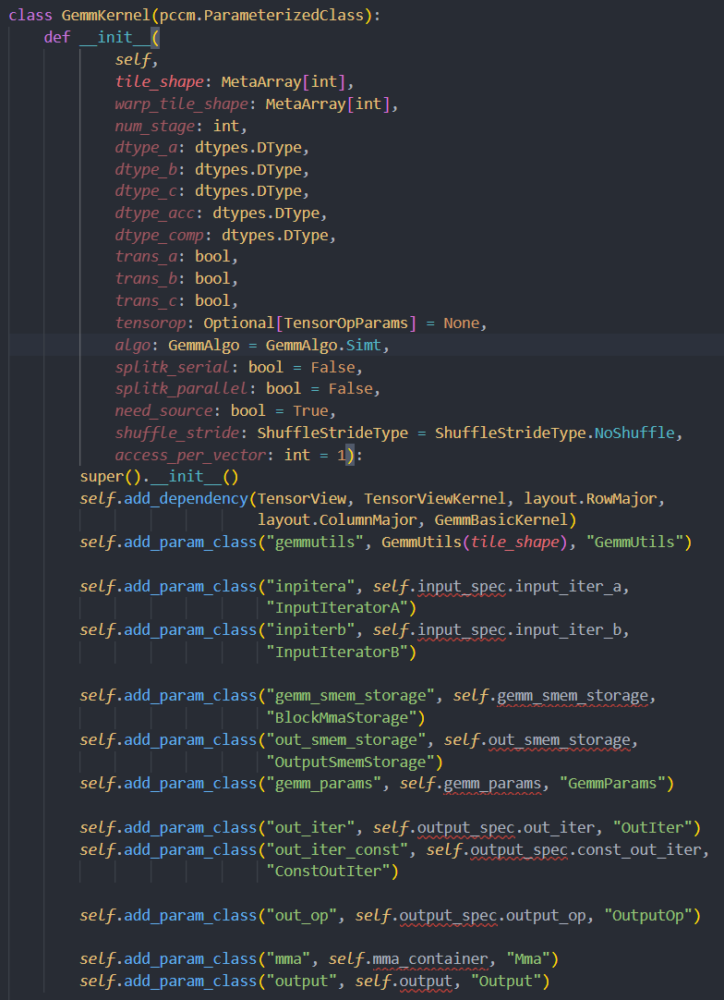 class GemmKernel(pccm.ParameterizedClass):
    def __init__(
            self,
            tile_shape: MetaArray[int],
            warp_tile_shape: MetaArray[int],
            num_stage: int,
            dtype_a: dtypes.DType,
            dtype_b: dtypes.DType,
            dtype_c: dtypes.DType,
            dtype_acc: dtypes.DType,
            dtype_comp: dtypes.DType,
            trans_a: bool,
            trans_b: bool,
            trans_c: bool,
            tensorop: Optional[TensorOpParams] = None,
            algo: GemmAlgo = GemmAlgo.Simt,
            splitk_serial: bool = False,
            splitk_parallel: bool = False,
            need_source: bool = True,
            shuffle_stride: ShuffleStrideType = ShuffleStrideType.NoShuffle,
            access_per_vector: int = 1):
        super().__init__()
        self.add_dependency(TensorView, TensorViewKernel, layout.RowMajor,
                            layout.ColumnMajor, GemmBasicKernel)
        self.add_param_class("gemmutils", GemmUtils(tile_shape), "GemmUtils")

        self.add_param_class("inpitera", self.input_spec.input_iter_a,
                             "InputIteratorA")
        self.add_param_class("inpiterb", self.input_spec.input_iter_b,
                             "InputIteratorB")

        self.add_param_class("gemm_smem_storage", self.gemm_smem_storage,
                             "BlockMmaStorage")
        self.add_param_class("out_smem_storage", self.out_smem_storage,
                             "OutputSmemStorage")
        self.add_param_class("gemm_params", self.gemm_params, "GemmParams")

        self.add_param_class("out_iter", self.output_spec.out_iter, "OutIter")
        self.add_param_class("out_iter_const", self.output_spec.const_out_iter,
                             "ConstOutIter")

        self.add_param_class("out_op", self.output_spec.output_op, "OutputOp")

        self.add_param_class("mma", self.mma_container, "Mma")
        self.add_param_class("output", self.output, "Output")